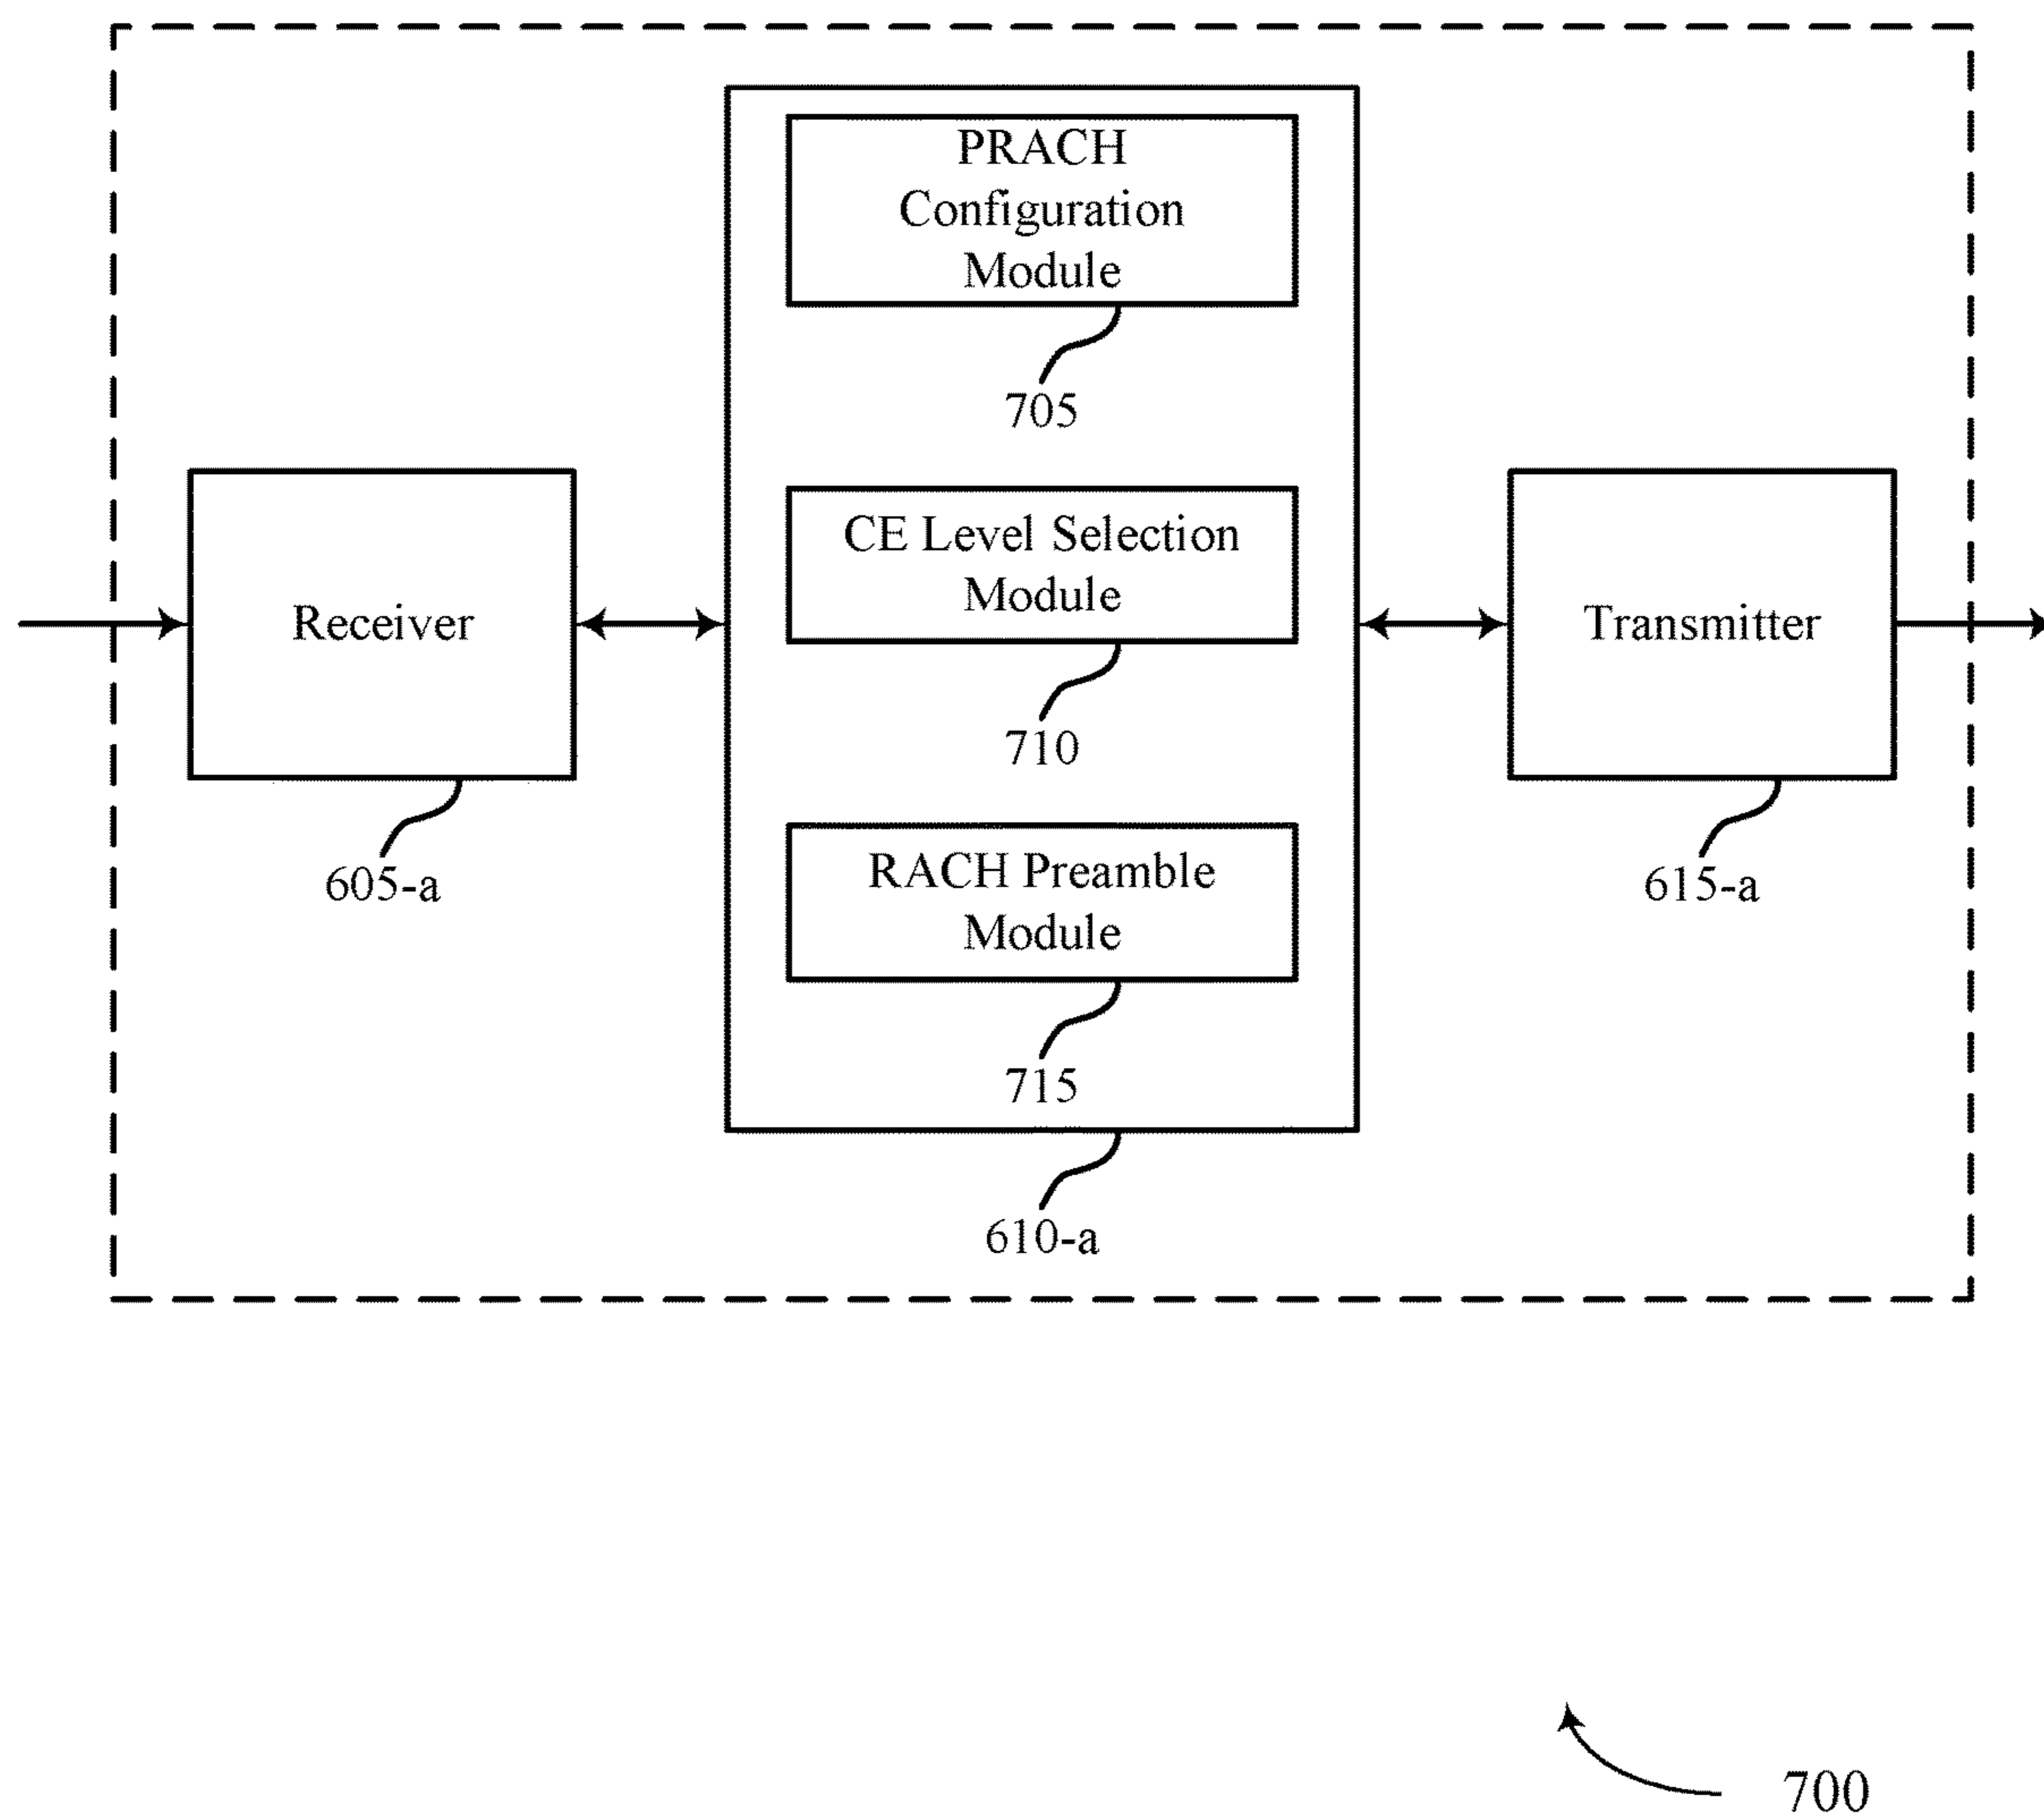 PRACH
Configuration
Module
705
CE Level Selection
Module
710
Receiver
Transmitter
605-a
615-a
RACH Preamble
Module
715
610-a
700